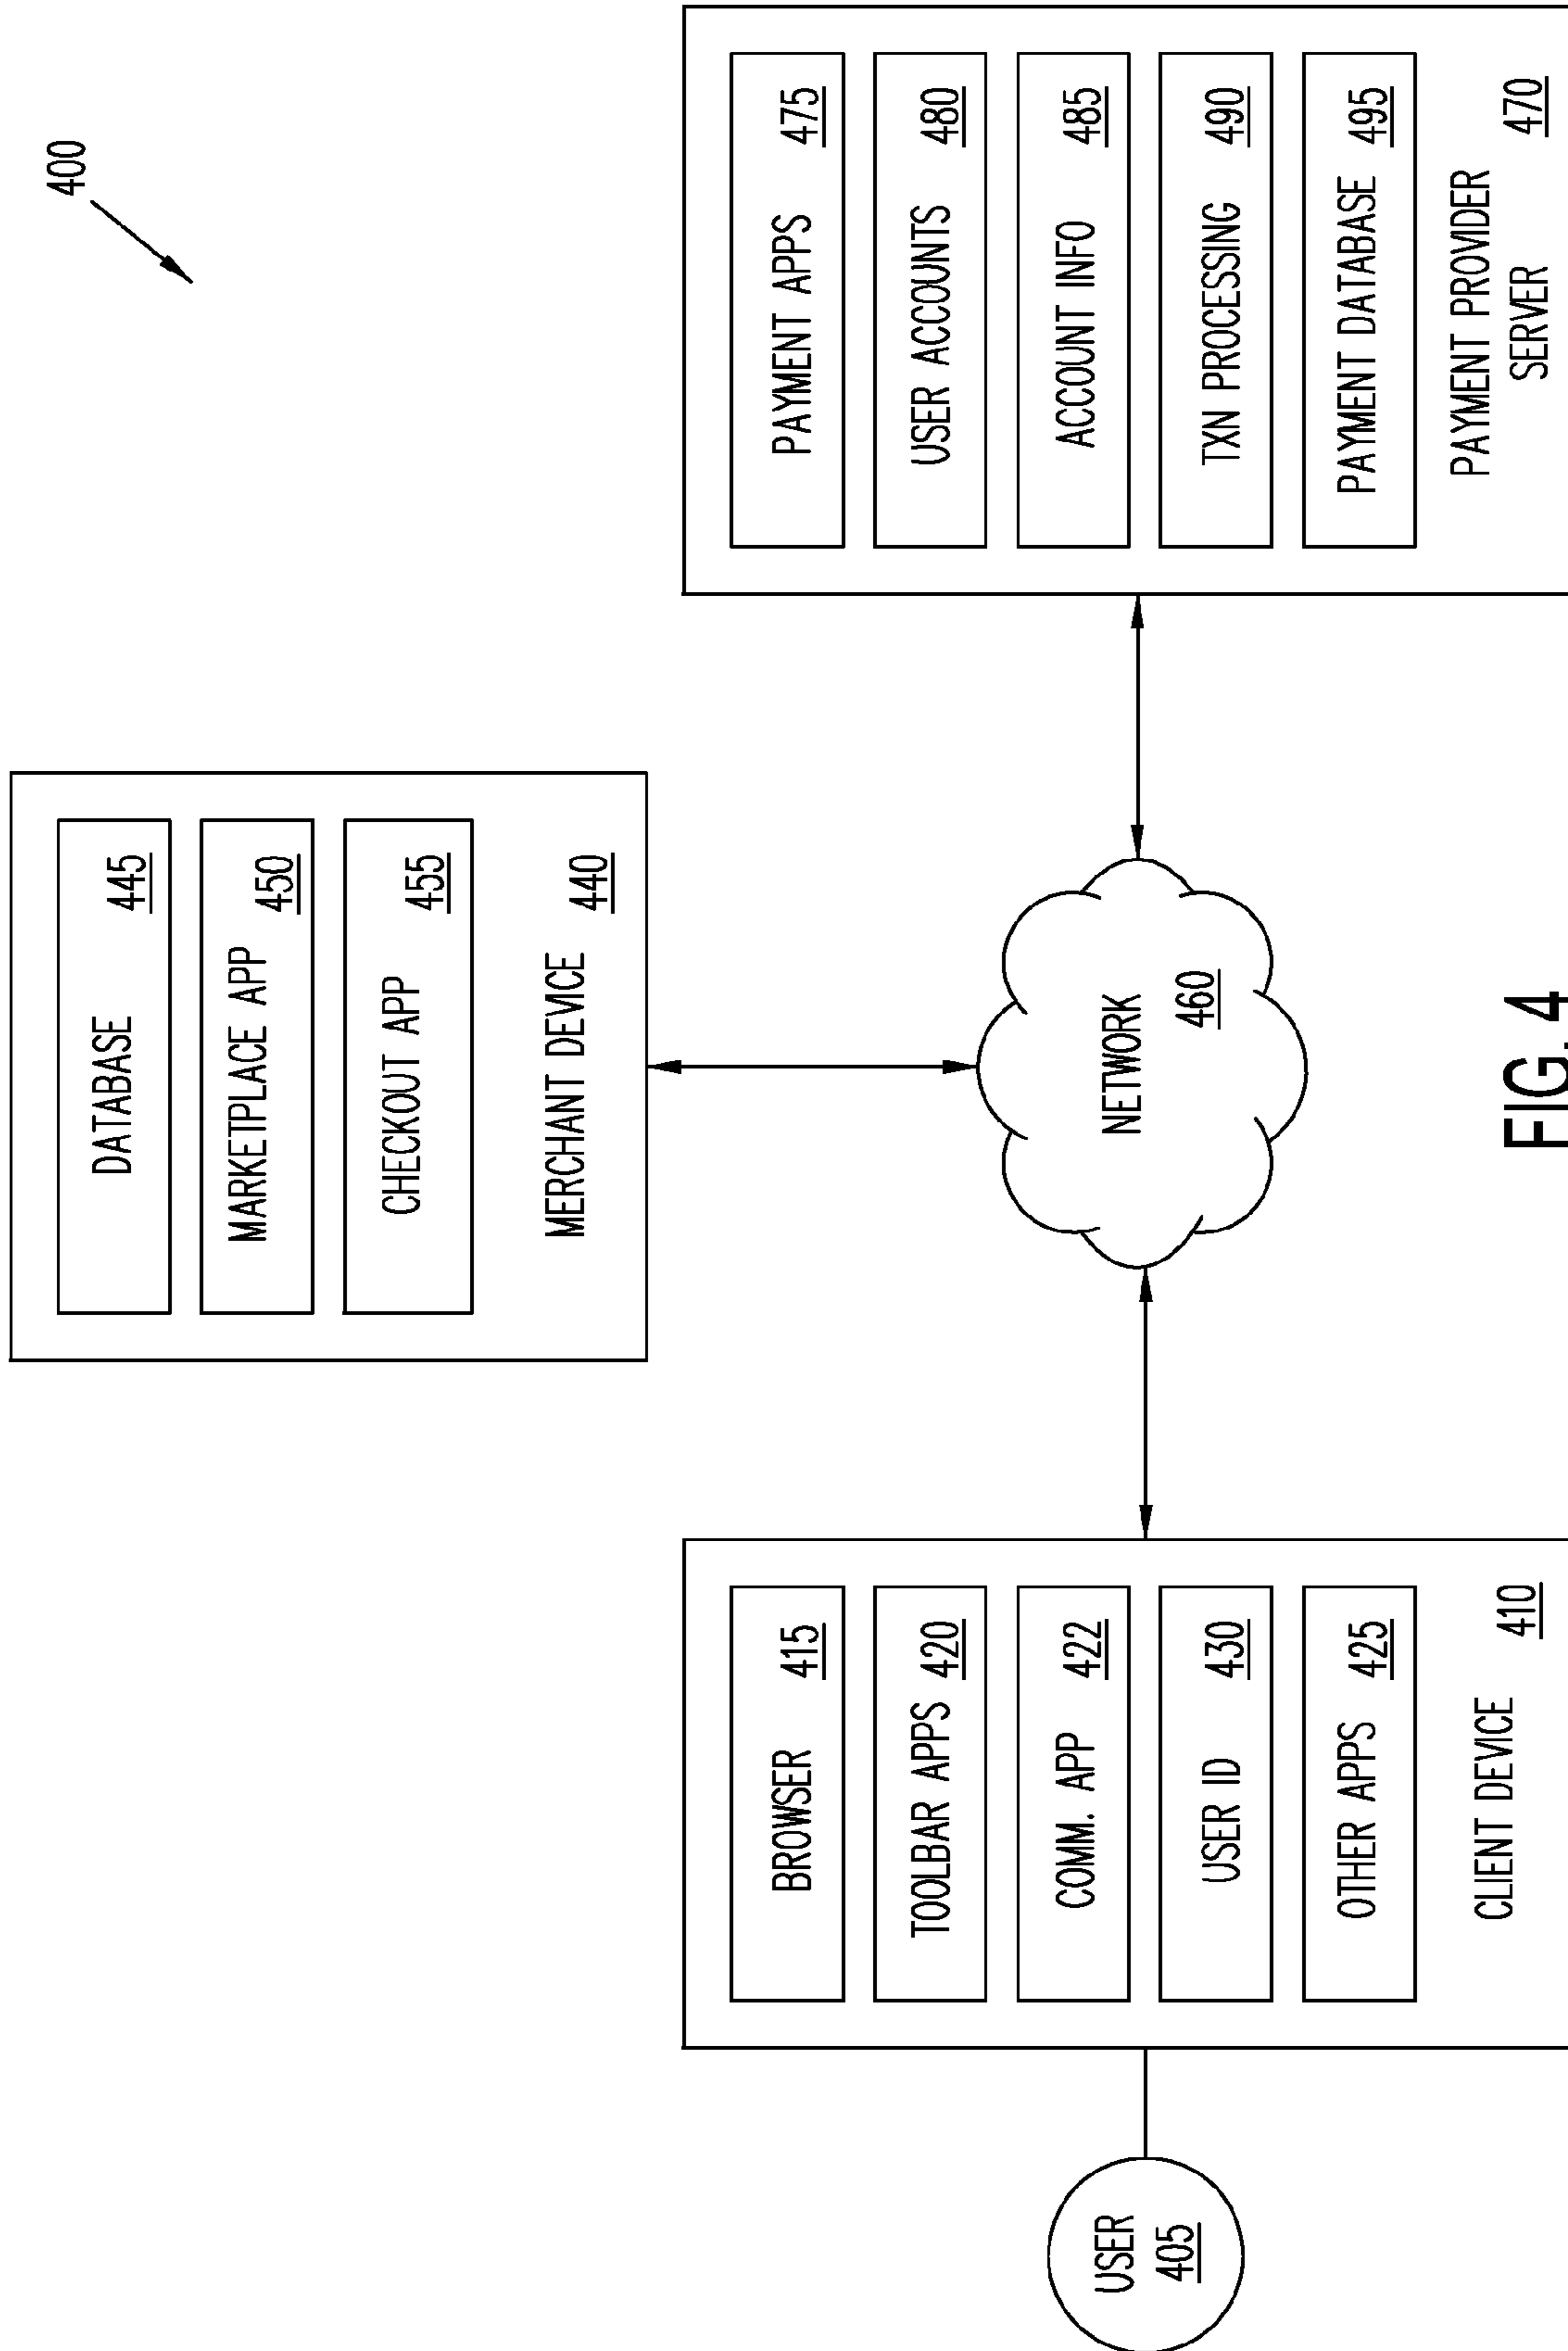 400
DATABASE
445
MARKETPLACE APP
450
CHECKOUT APP
455
MERCHANT DEVICE
440
USER
405
BROWSER
415
TOOLBAR APPS
420
COMM. APP
422
USER ID
430
OTHER APPS
425
CLIENT DEVICE
410
NETWORK
460
PAYMENT APPS
475
USER ACCOUNTS
480
ACCOUNT INFO
485
TXN PROCESSING
490
PAYMENT DATABASE
495
PAYMENT PROVIDER
SERVER
470
FIG. 4